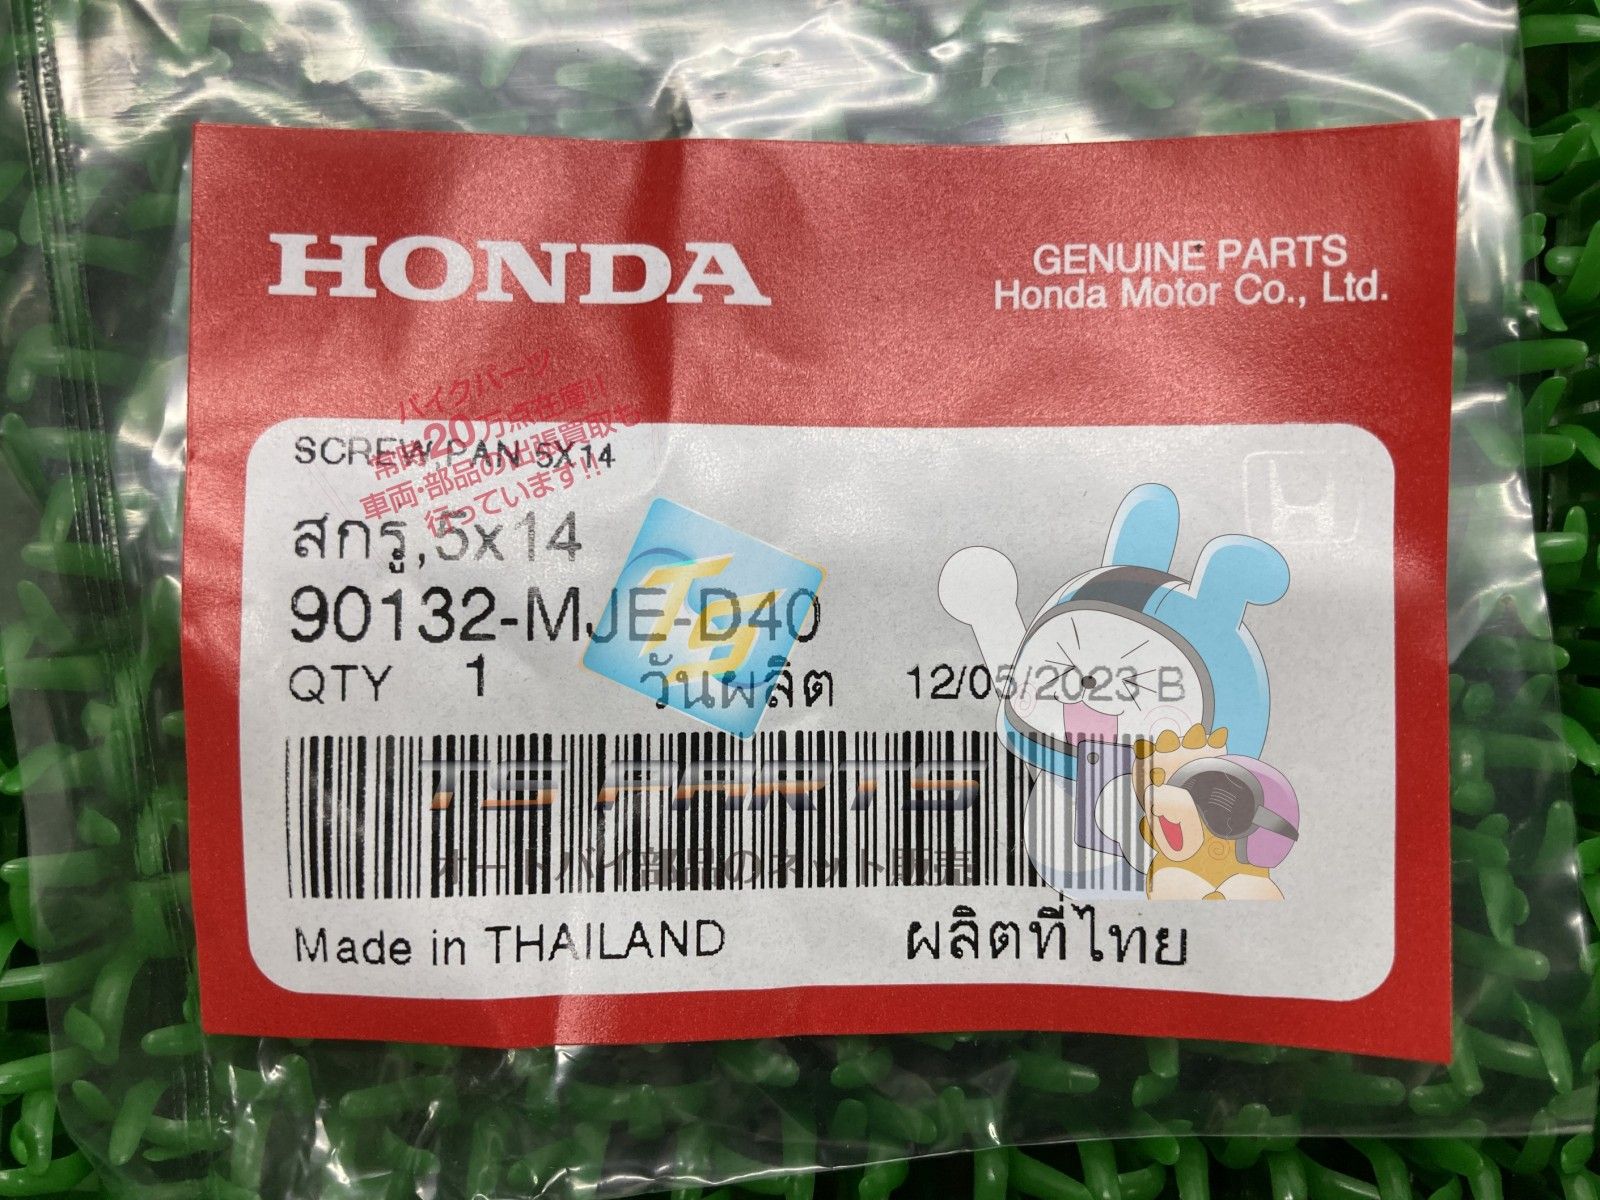 HONDA
GENUINE PARTS
Honda Motor Co., Ltd.
バイクパーツ
常時20万点在庫!!
車両・部品の出張買取も
行っています!!
SCREW,PAN 5X14
สกรู,5x14
90132-MJE-D40
TS
QTY 1 วันผลิต 12/05/2023 B
TS PARTS
オートバイ部品のネット販売
Made in THAILAND ผลิตที่ไทย